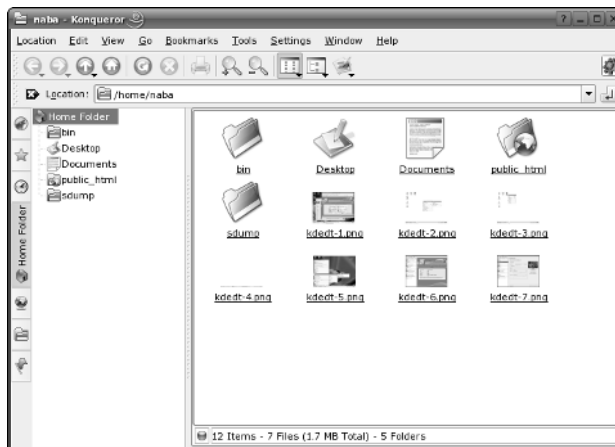 naba - Konqueror
Location Edit View Go Bookmarks Tools Settings Window Help
Location: /home/naba
Home Folder
bin
Desktop
Documents
public_html
sdump
Home Folder
bin Desktop Documents public_html
sdump kdedt-1.png kdedt-2.png kdedt-3.png
kdedt-4.png kdedt-5.png kdedt-6.png kdedt-7.png
12 Items - 7 Files (1.7 MB Total) - 5 Folders